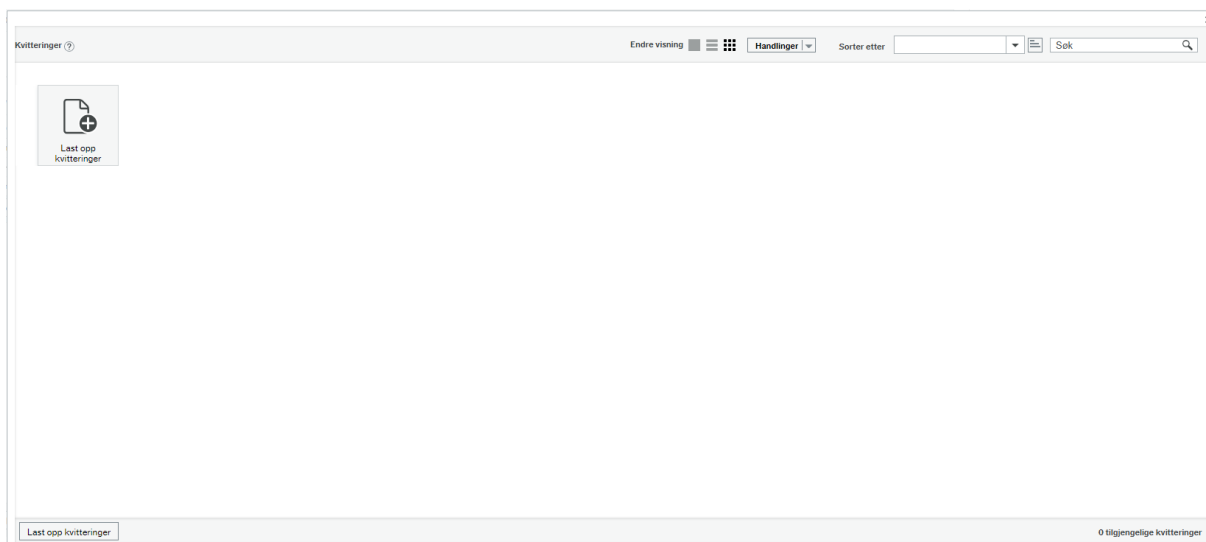 Kvitteringer ?
Endre visning Handlinger Sorter etter Søk
Last opp
kvitteringer
Last opp kvitteringer
0 tilgjengelige kvitteringer